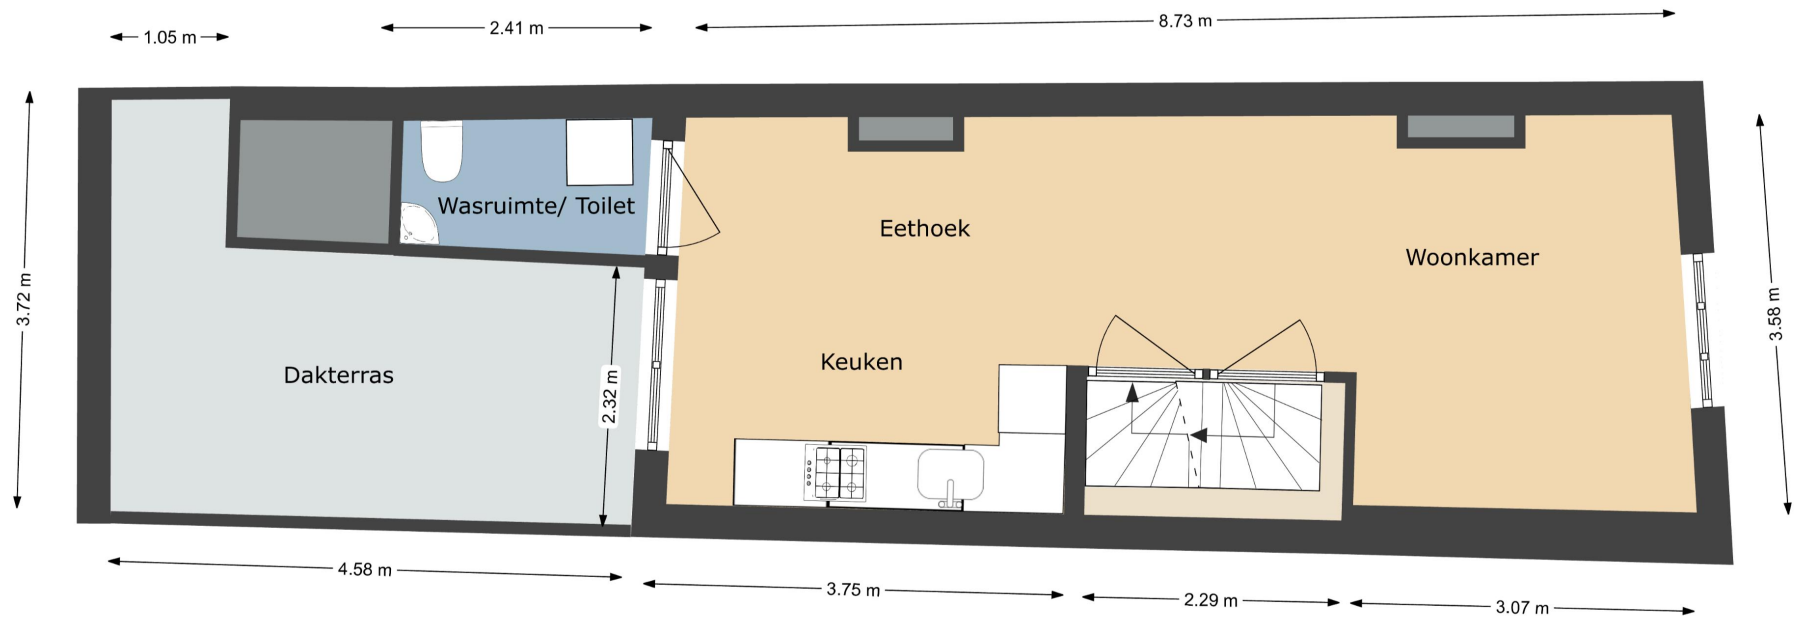 1.05 m
2.41 m
8.73 m
3.72 m
Wasruimte/ Toilet
Eethoek
Woonkamer
3.58 m
Dakterras
2.32 m
Keuken
4.58 m
3.75 m
2.29 m
3.07 m